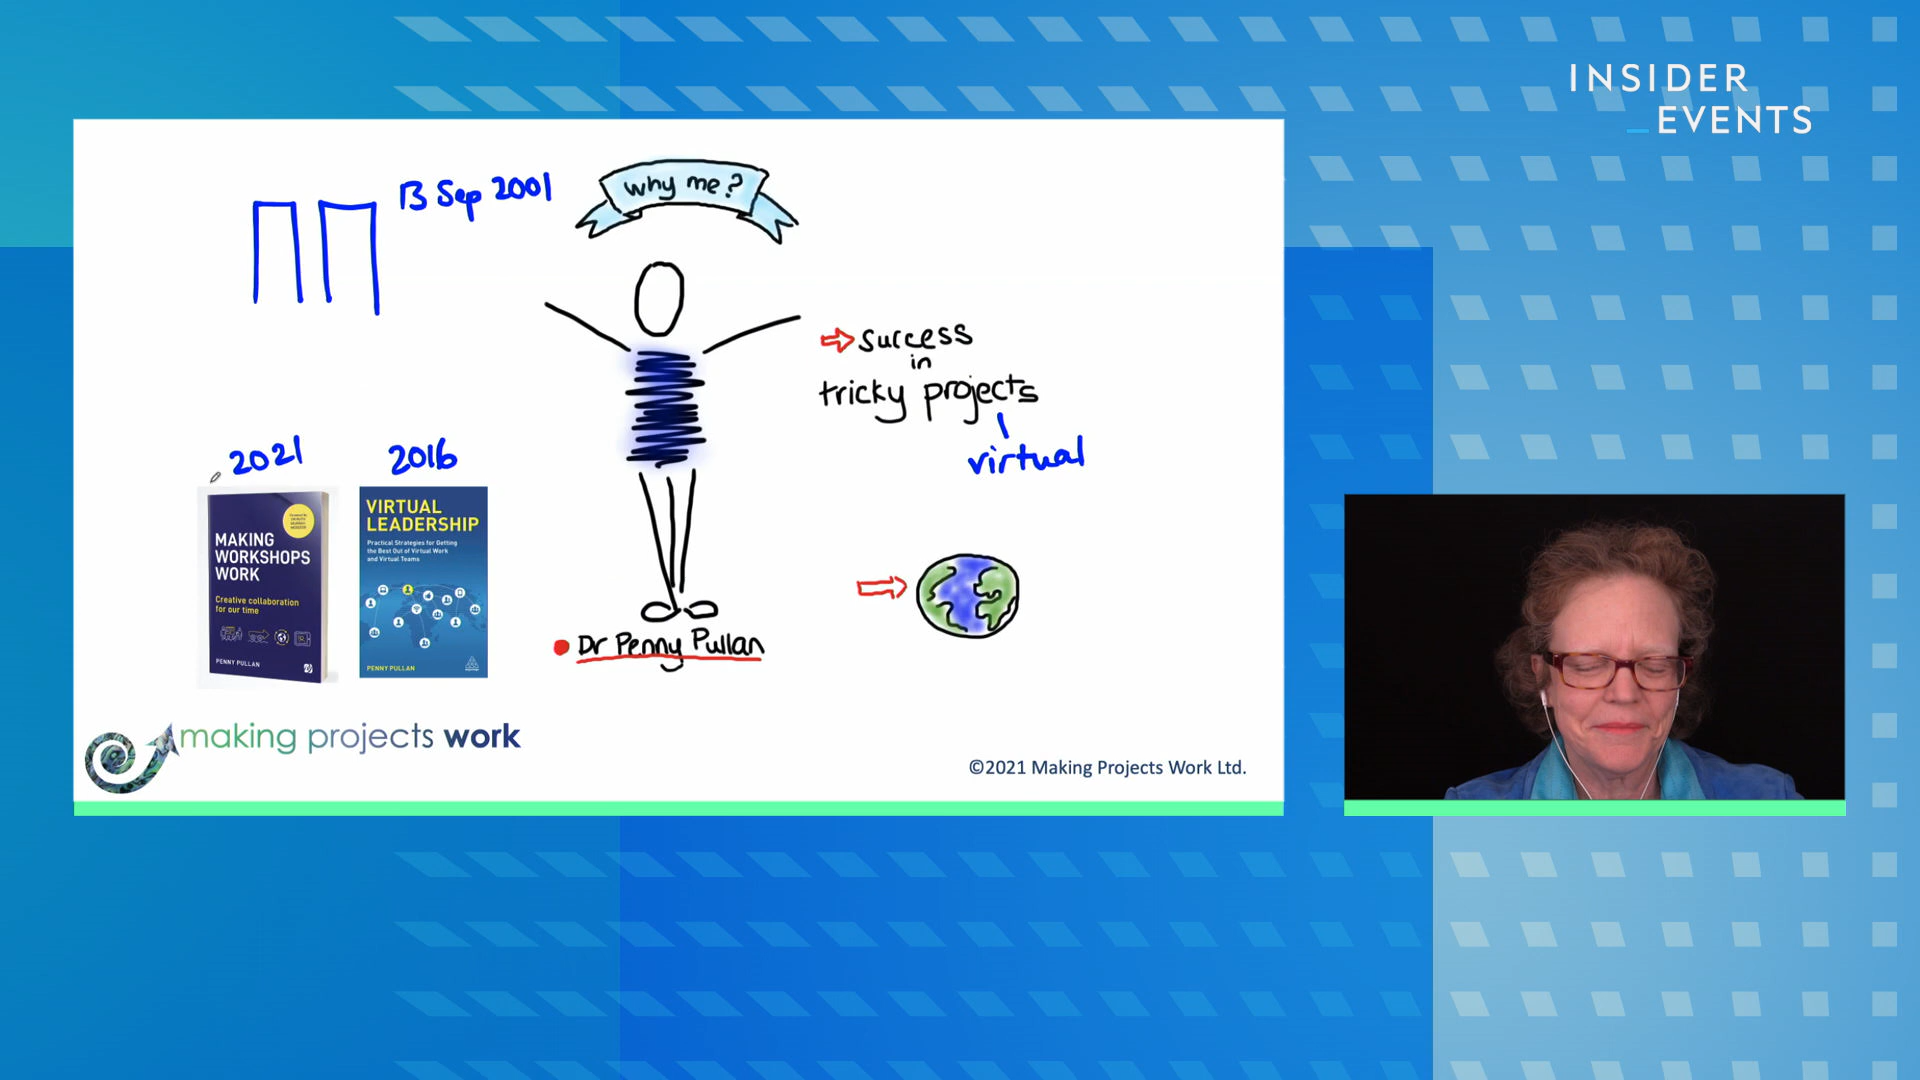 INSIDER
_EVENTS
why me?
13 Sep 2001
success
in
tricky projects
virtual
2021
2016
MAKING
WORKSHOPS
WORK
Creative collaboration
for our time
PENNY PULLAN
VIRTUAL
LEADERSHIP
Practical Strategies for Getting
the Best Out of Virtual Work
and Virtual Teams
PENNY PULLAN
Dr Penny Pullan
making projects work
©2021 Making Projects Work Ltd.